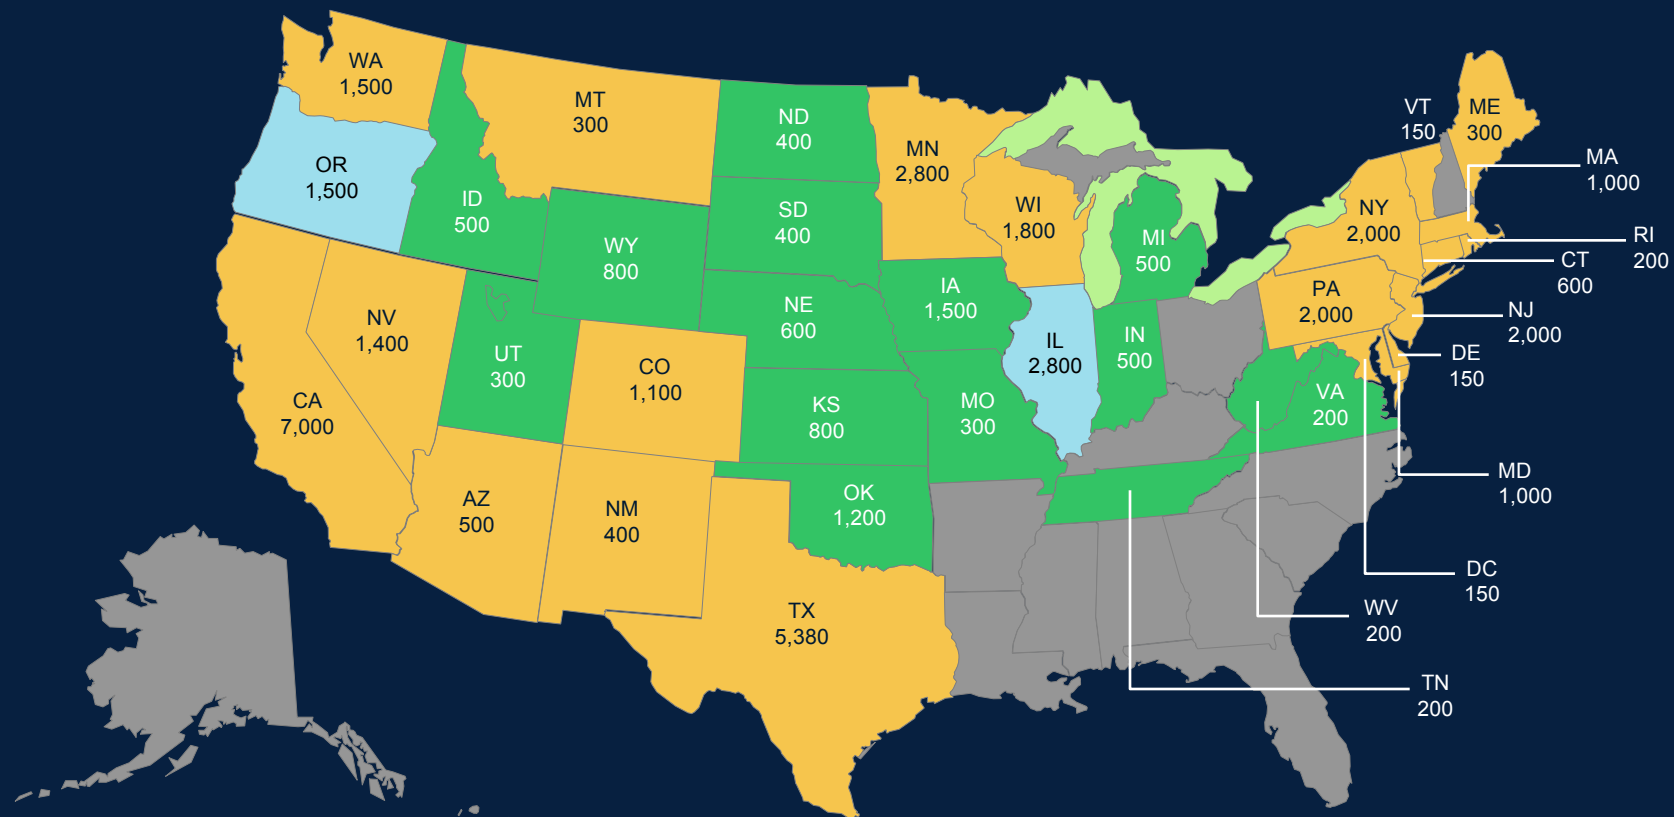 WA
1,500
MT
300
ND
400
MN
2,800
VT
150
ME
300
OR
1,500
ID
500
WY
800
SD
400
WI
1,800
MI
500
NY
2,000
MA
1,000
RI
200
CT
600
NV
1,400
UT
300
CO
1,100
NE
600
IA
1,500
IL
2,800
IN
500
PA
2,000
NJ
2,000
DE
150
CA
7,000
KS
800
MO
300
VA
200
MD
1,000
AZ
500
NM
400
OK
1,200
DC
150
TX
5,380
WV
200
TN
200